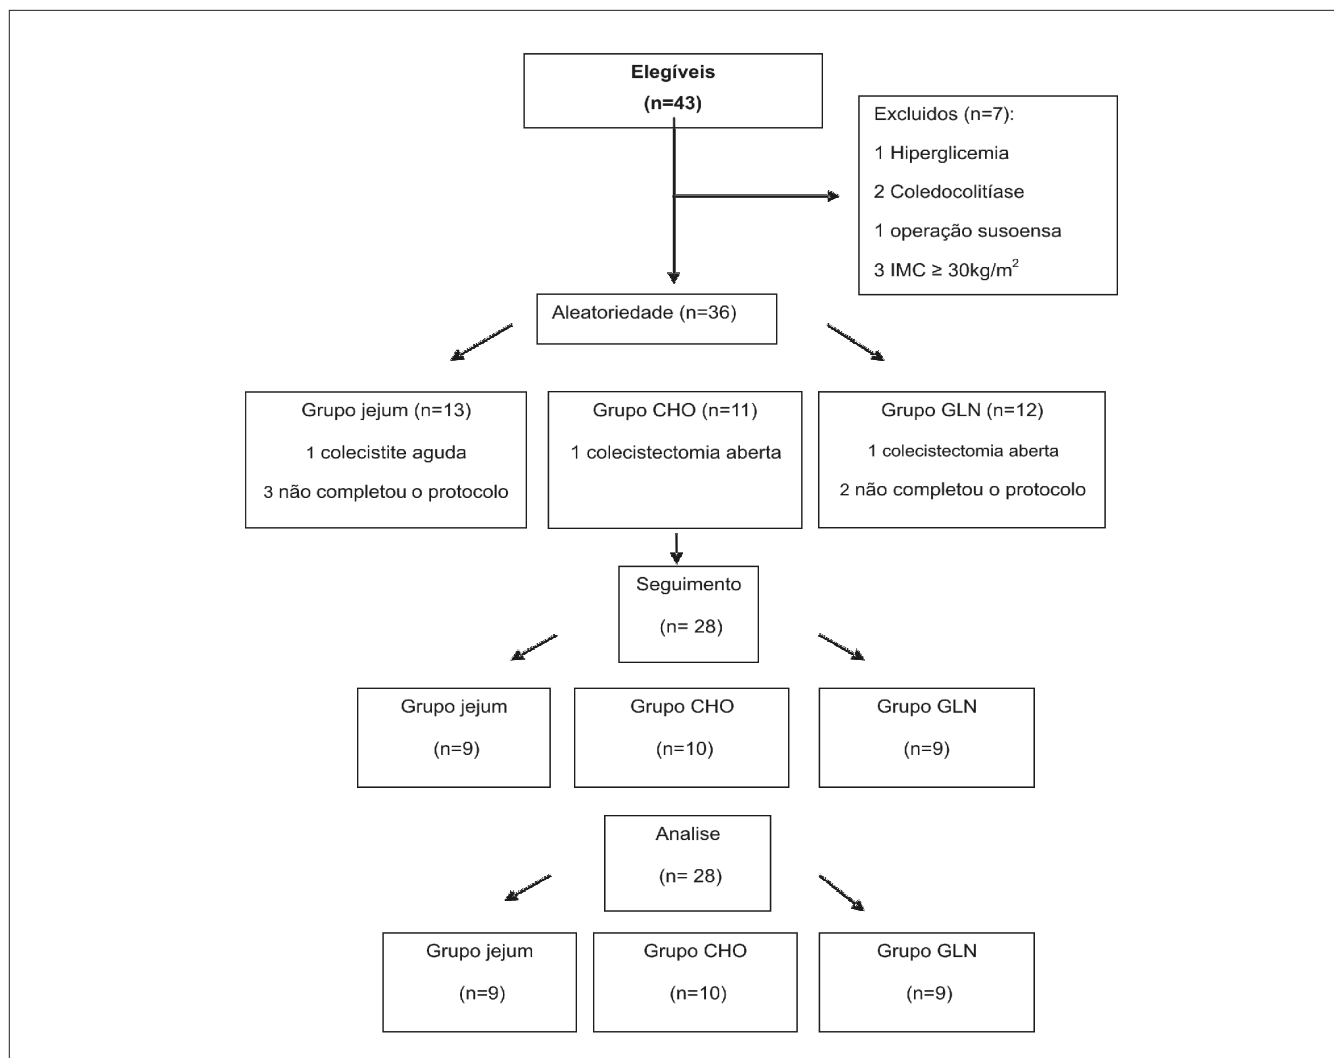 Elegíveis
(n=43)
Excluidos (n=7):
1 Hiperglicemia
2 Coledocolitíase
1 operação susoensa
3 IMC ≥ 30kg/m²
Aleatoriedade (n=36)
Grupo jejum (n=13)
1 colecistite aguda
3 não completou o protocolo
Grupo CHO (n=11)
1 colecistectomia aberta
Grupo GLN (n=12)
1 colecistectomia aberta
2 não completou o protocolo
Seguimento
(n= 28)
Grupo jejum
(n=9)
Grupo CHO
(n=10)
Grupo GLN
(n=9)
Analise
(n= 28)
Grupo jejum
(n=9)
Grupo CHO
(n=10)
Grupo GLN
(n=9)